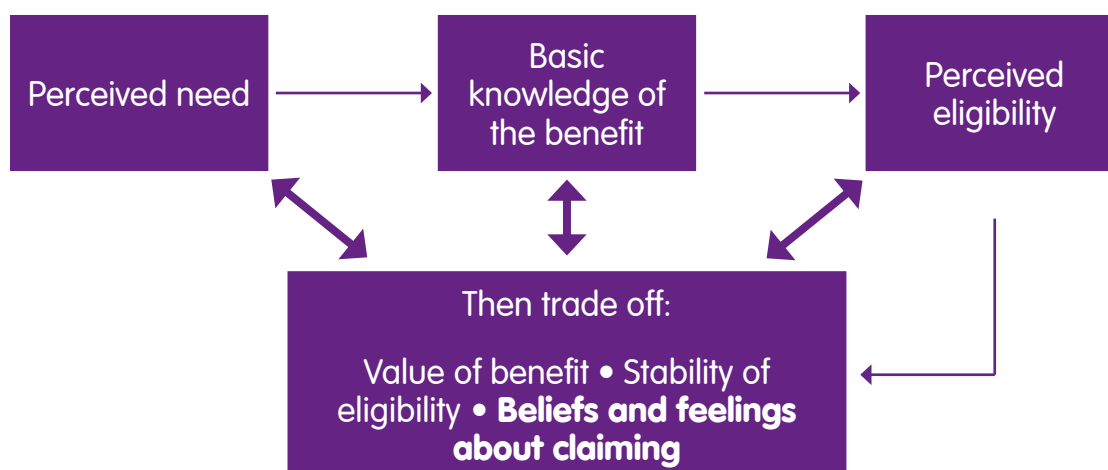 Perceived need
Basic
knowledge of
the benefit
Perceived
eligibility
Then trade off:
Value of benefit • Stability of
eligibility • Beliefs and feelings
about claiming